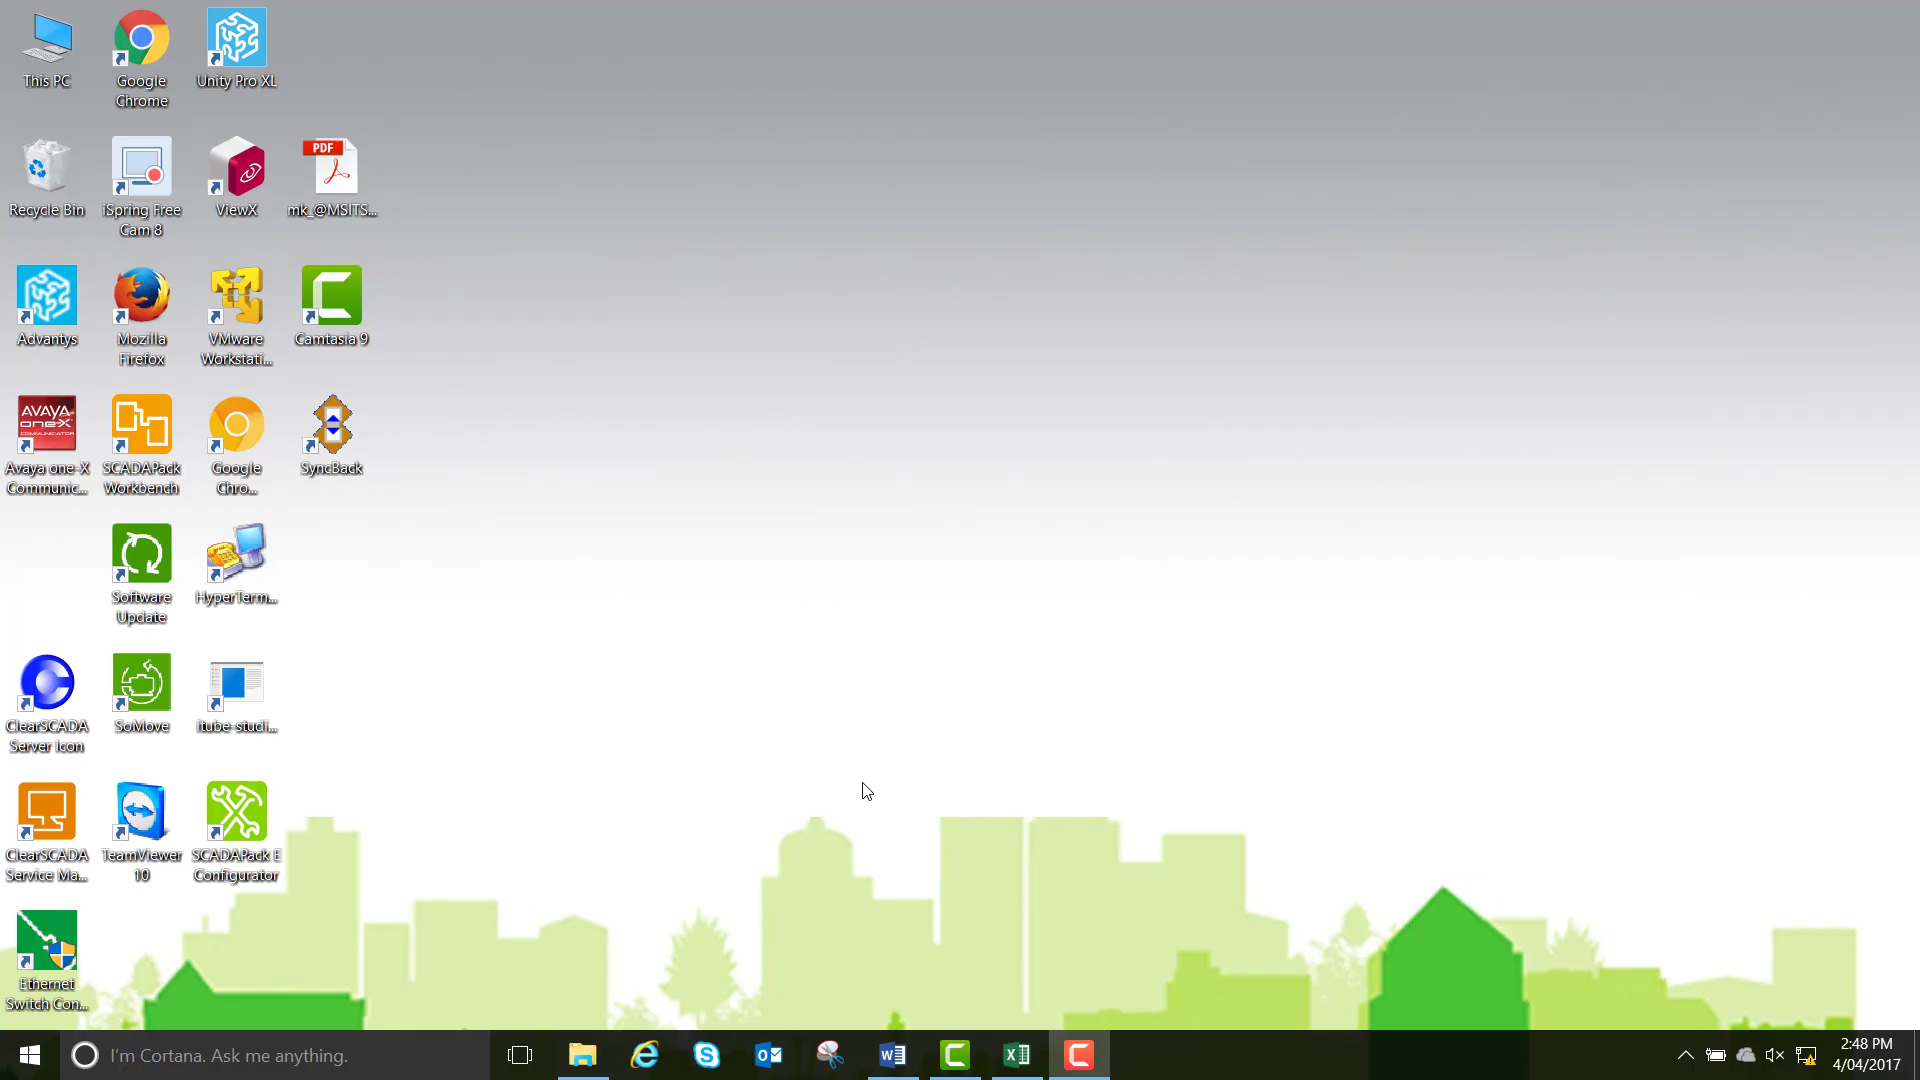 This PC
Google
Chrome
Unity Pro XL
Recycle Bin
iSpring Free
Cam 8
ViewX
PDF
mk_@MSITS...
Advantys
Mozilla
Firefox
VMware
Workstati...
Camtasia 9
AVAYA
one-X
COMMUNICATOR
Avaya one-X
Communic...
SCADAPack
Workbench
Google
Chro...
SyncBack
Software
Update
HyperTerm...
ClearSCADA
Server Icon
SoMove
itube-studi...
ClearSCADA
Service Ma...
TeamViewer
10
SCADAPack E
Configurator
Ethernet
Switch Con...
I'm Cortana. Ask me anything.
2:48 PM
4/04/2017